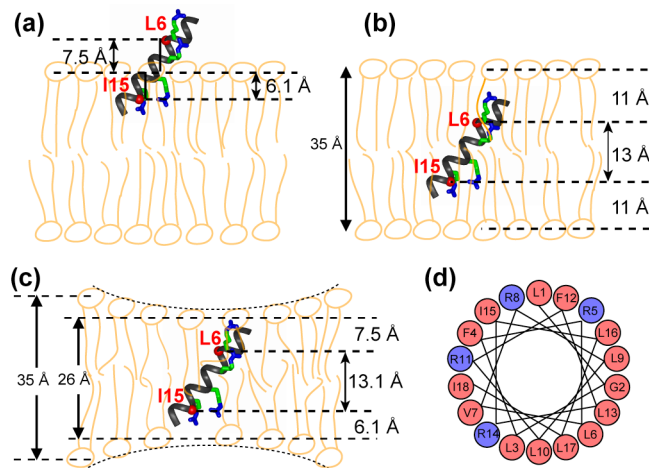 (a)
L6
7.5 Å
I15
6.1 Å
(b)
35 Å
L6
I15
11 Å
13 Å
11 Å
(c)
35 Å
26 Å
L6
I15
7.5 Å
13.1 Å
6.1 Å
(d)
L1
F12
R5
L16
L9
G2
L13
L6
L17
L10
L3
R14
V7
I18
R11
F4
I15
R8